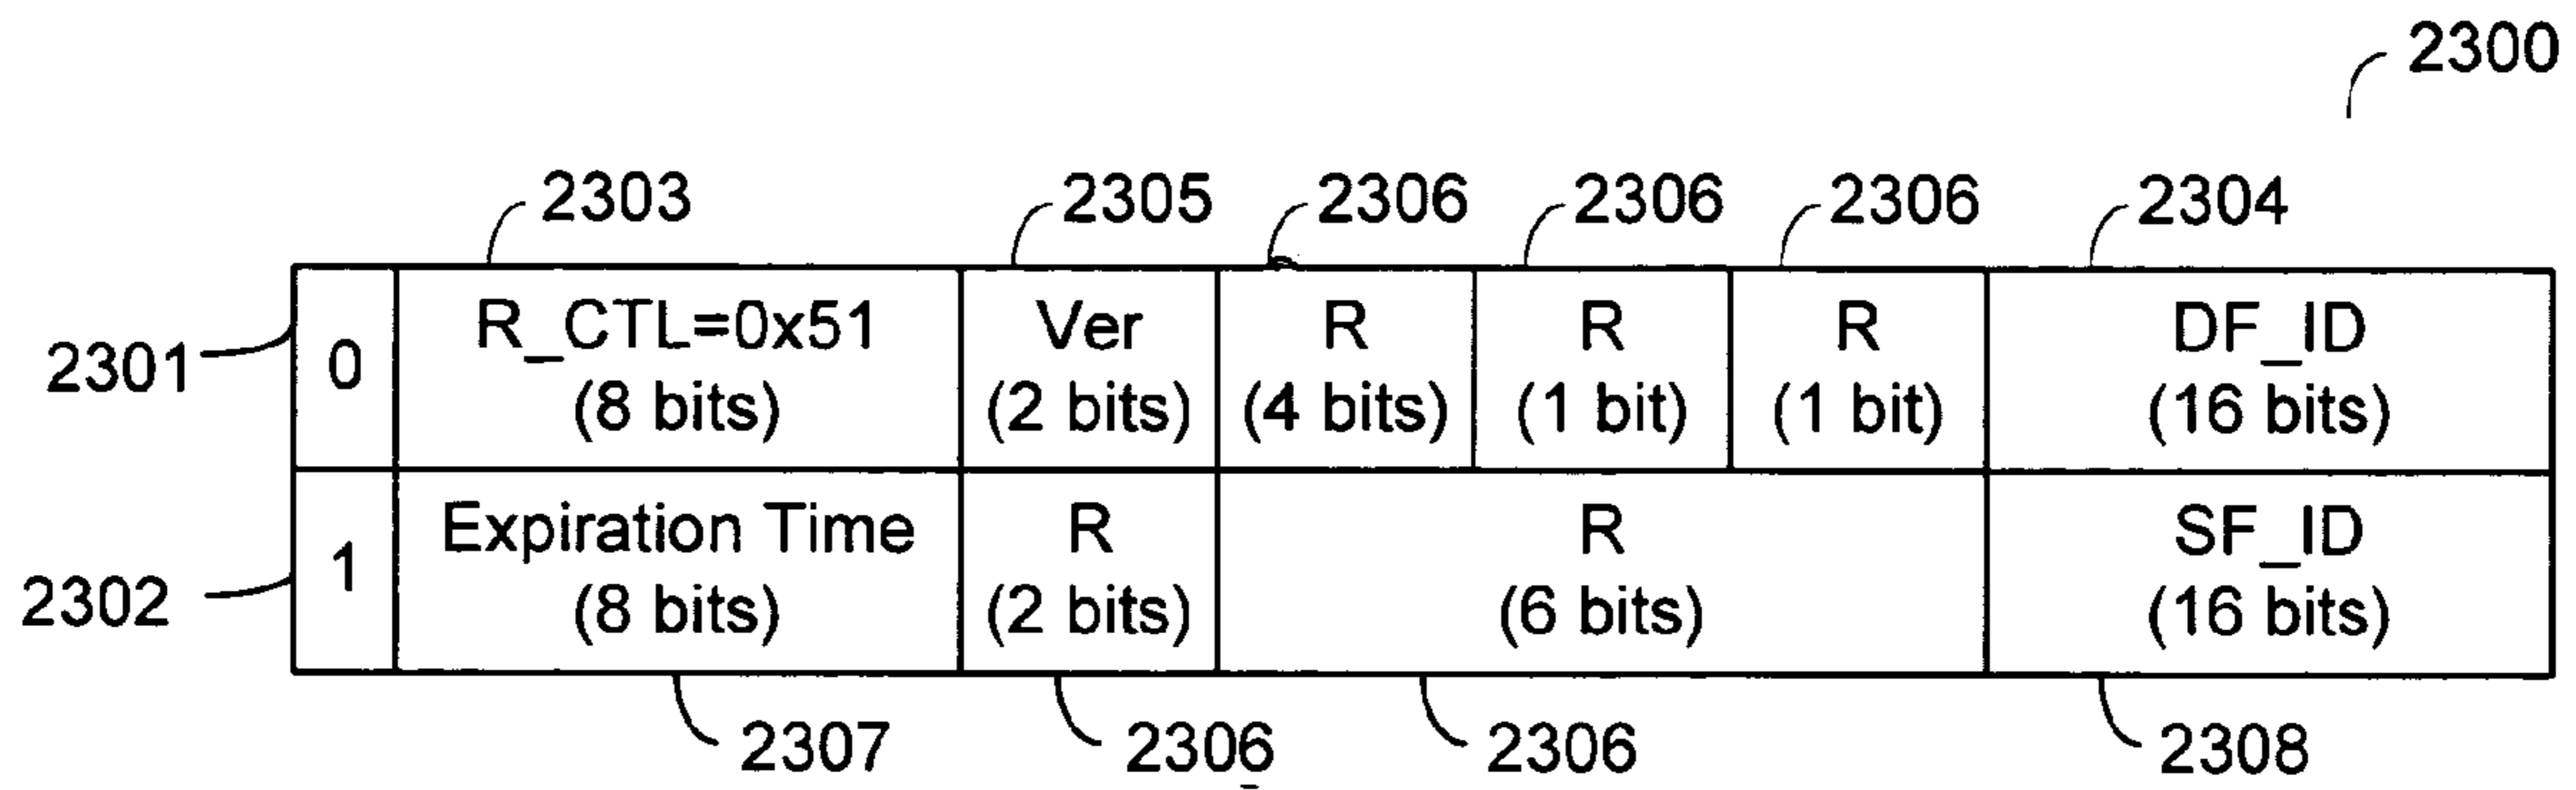 2300
2303 2305 2306 2306 2306 2304
2301 0 R_CTL=0x51 (8 bits) Ver (2 bits) R (4 bits) R (1 bit) R (1 bit) DF_ID (16 bits)
2302 1 Expiration Time (8 bits) R (2 bits) R (6 bits) SF_ID (16 bits)
2307 2306 2306 2308